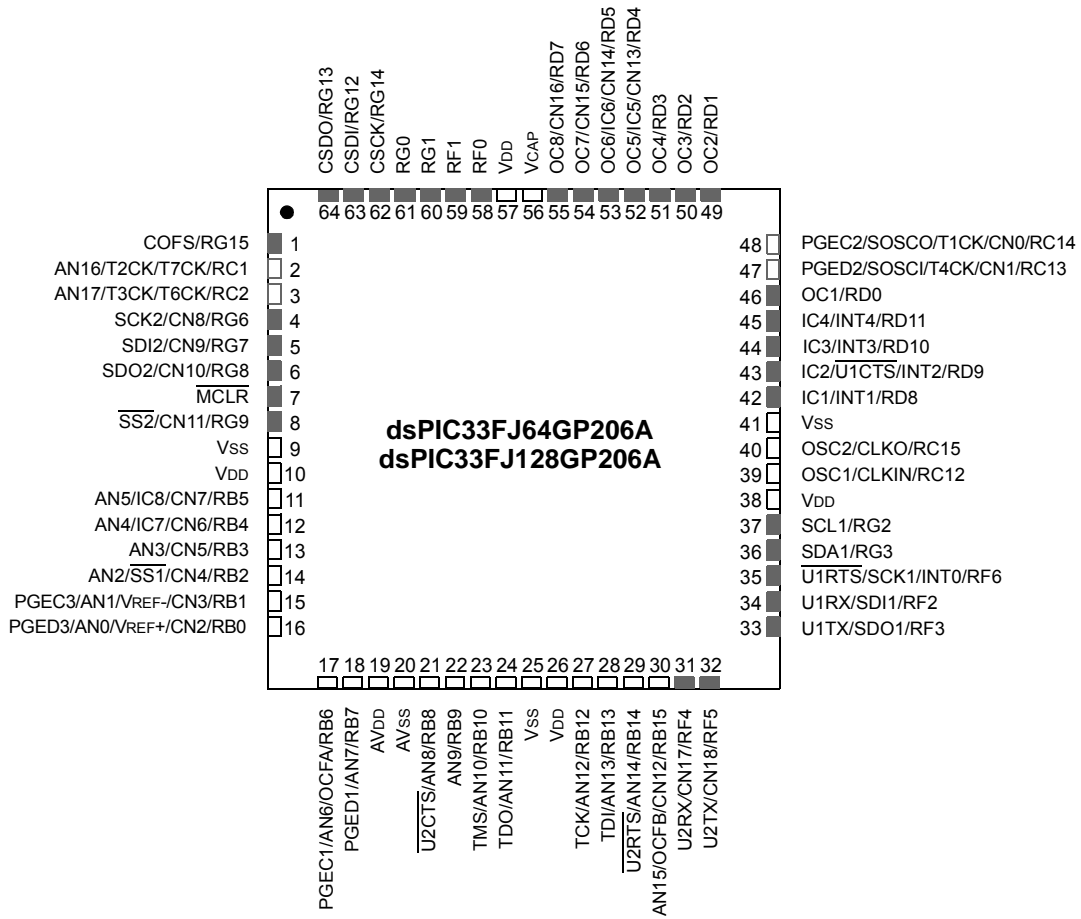 CSDO/RG13
CSDI/RG12
CSCK/RG14
RG0
RG1
RF1
RF0
VDD
VCAP
OC8/CN16/RD7
OC7/CN15/RD6
OC6/IC6/CN14/RD5
OC5/IC5/CN13/RD4
OC4/RD3
OC3/RD2
OC2/RD1
64 63 62 61 60 59 58 57 56 55 54 53 52 51 50 49
COFS/RG15 1
AN16/T2CK/T7CK/RC1 2
AN17/T3CK/T6CK/RC2 3
SCK2/CN8/RG6 4
SDI2/CN9/RG7 5
SDO2/CN10/RG8 6
MCLR 7
SS2/CN11/RG9 8
VSS 9
VDD 10
AN5/IC8/CN7/RB5 11
AN4/IC7/CN6/RB4 12
AN3/CN5/RB3 13
AN2/SS1/CN4/RB2 14
PGEC3/AN1/VREF-/CN3/RB1 15
PGED3/AN0/VREF+/CN2/RB0 16
dsPIC33FJ64GP206A
dsPIC33FJ128GP206A
48 PGEC2/SOSCO/T1CK/CN0/RC14
47 PGED2/SOSCI/T4CK/CN1/RC13
46 OC1/RD0
45 IC4/INT4/RD11
44 IC3/INT3/RD10
43 IC2/U1CTS/INT2/RD9
42 IC1/INT1/RD8
41 VSS
40 OSC2/CLKO/RC15
39 OSC1/CLKIN/RC12
38 VDD
37 SCL1/RG2
36 SDA1/RG3
35 U1RTS/SCK1/INT0/RF6
34 U1RX/SDI1/RF2
33 U1TX/SDO1/RF3
17 18 19 20 21 22 23 24 25 26 27 28 29 30 31 32
PGEC1/AN6/OCFA/RB6
PGED1/AN7/RB7
AVDD
AVSS
U2CTS/AN8/RB8
AN9/RB9
TMS/AN10/RB10
TDO/AN11/RB11
VSS
VDD
TCK/AN12/RB12
TDI/AN13/RB13
U2RTS/AN14/RB14
AN15/OCFB/CN12/RB15
U2RX/CN17/RF4
U2TX/CN18/RF5